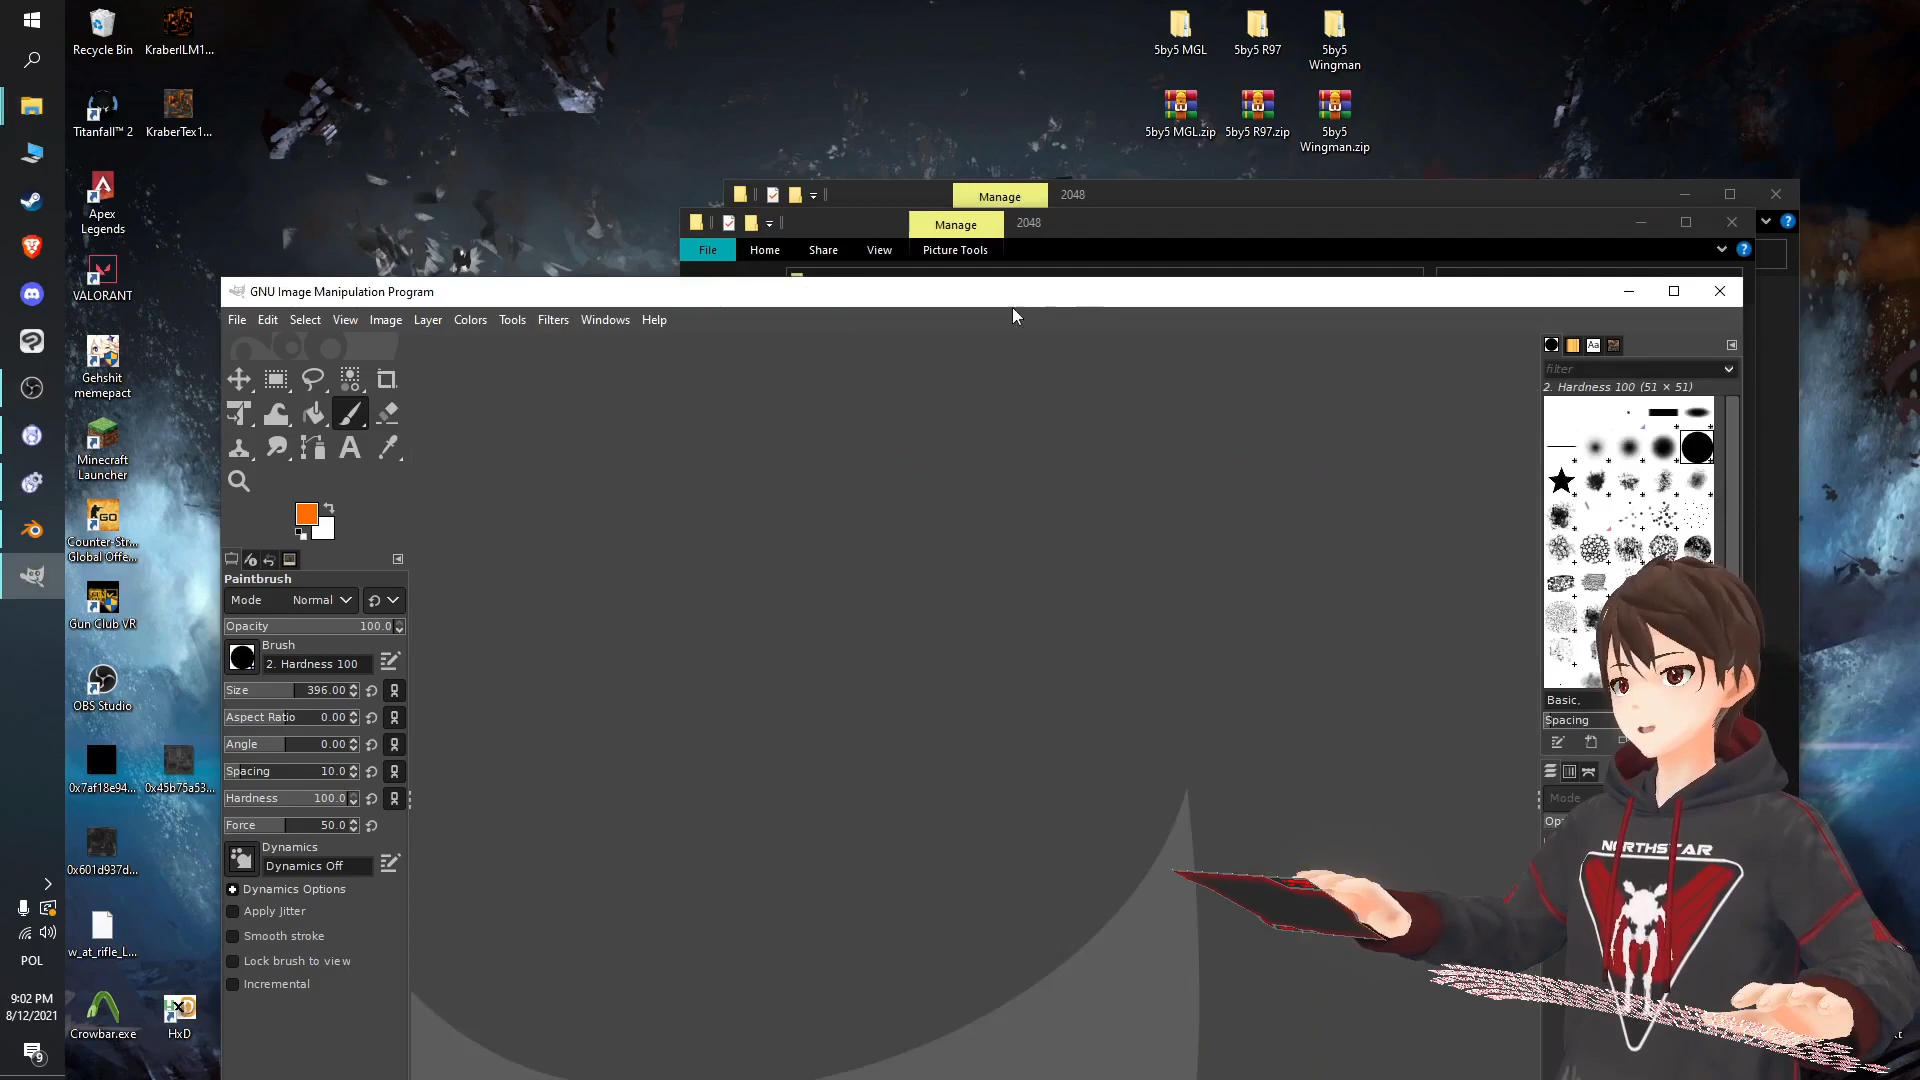 Recycle Bin
KraberILM1...
Titanfall™ 2
KraberTex1...
Apex
Legends
VALORANT
Gehshit
memepact
Minecraft
Launcher
Counter-Str...
Global Offe...
Gun Club VR
OBS Studio
0x7af18e94...
0x45b75a53...
0x601d937d...
w_at_rifle_L...
Crowbar.exe
HxD
POL
9:02 PM
8/12/2021
9
5by5 MGL
5by5 R97
5by5
Wingman
5by5 MGL.zip
5by5 R97.zip
5by5
Wingman.zip
Manage
2048
Manage
2048
File
Home
Share
View
Picture Tools
GNU Image Manipulation Program
File Edit Select View Image Layer Colors Tools Filters Windows Help
Paintbrush
Mode Normal
Opacity 100.0
Brush
2. Hardness 100
Size 396.00
Aspect Ratio 0.00
Angle 0.00
Spacing 10.0
Hardness 100.0
Force 50.0
Dynamics
Dynamics Off
Dynamics Options
Apply Jitter
Smooth stroke
Lock brush to view
Incremental
Aa
filter
2. Hardness 100 (51 × 51)
Basic,
Spacing
Mode
NORTHSTAR